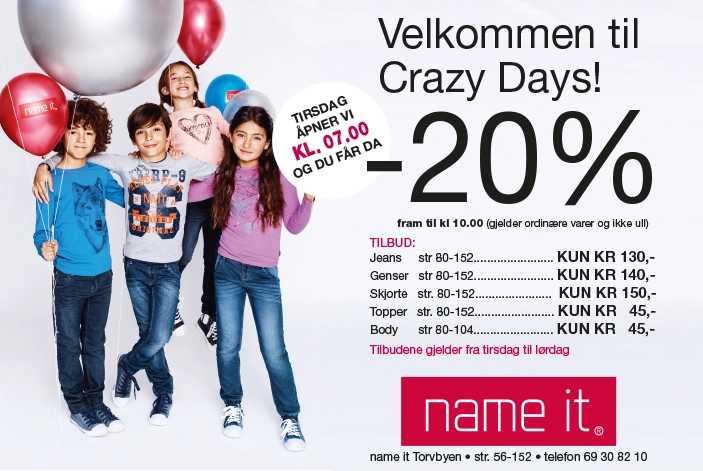 name it.
TIRSDAG
ÅPNER VI
KL. 07.00
OG DU FÅR DA
Velkommen til
Crazy Days!
-20%
fram til kl 10.00 (gjelder ordinære varer og ikke ull)
TILBUD:
Jeans str 80-152........................ KUN KR 130,-
Genser str 80-152........................ KUN KR 140,-
Skjorte str. 80-152....................... KUN KR 150,-
Topper str. 80-152........................ KUN KR 45,-
Body str 80-104........................ KUN KR 45,-
Tilbudene gjelder fra tirsdag til lørdag
name it.®
name it Torvbyen • str. 56-152 • telefon 69 30 82 10